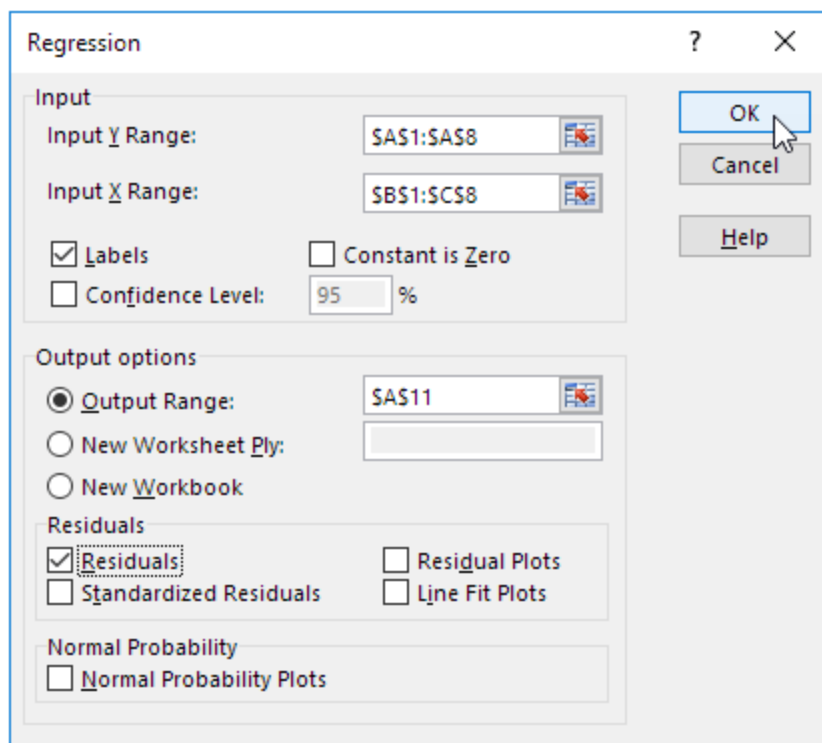 Regression ?
Input
OK
Input Y Range: $A$1:$A$8
Cancel
Input X Range: $B$1:$C$8
Help
Labels Constant is Zero
Confidence Level: 95 %
Output options
Output Range: $A$11
New Worksheet Ply:
New Workbook
Residuals
Residuals Residual Plots
Standardized Residuals Line Fit Plots
Normal Probability
Normal Probability Plots